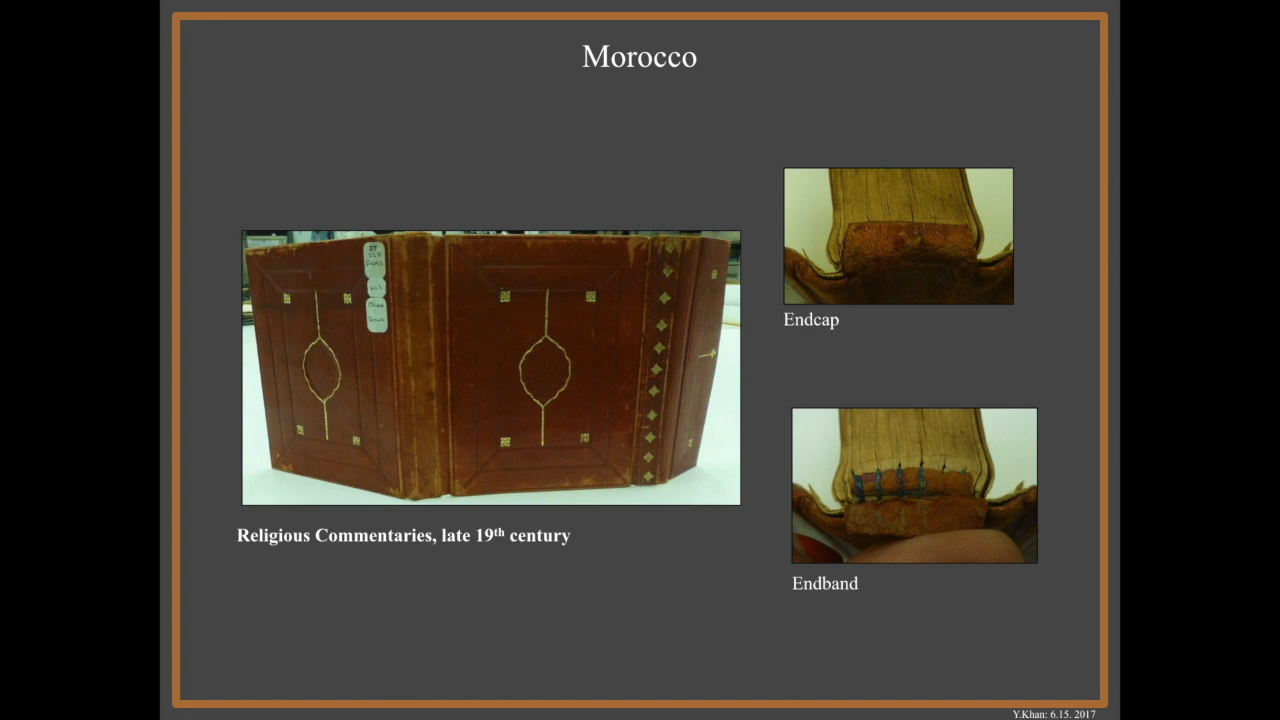 Morocco
Endcap
Religious Commentaries, late 19th century
Endband
Y.Khan: 6.15. 2017